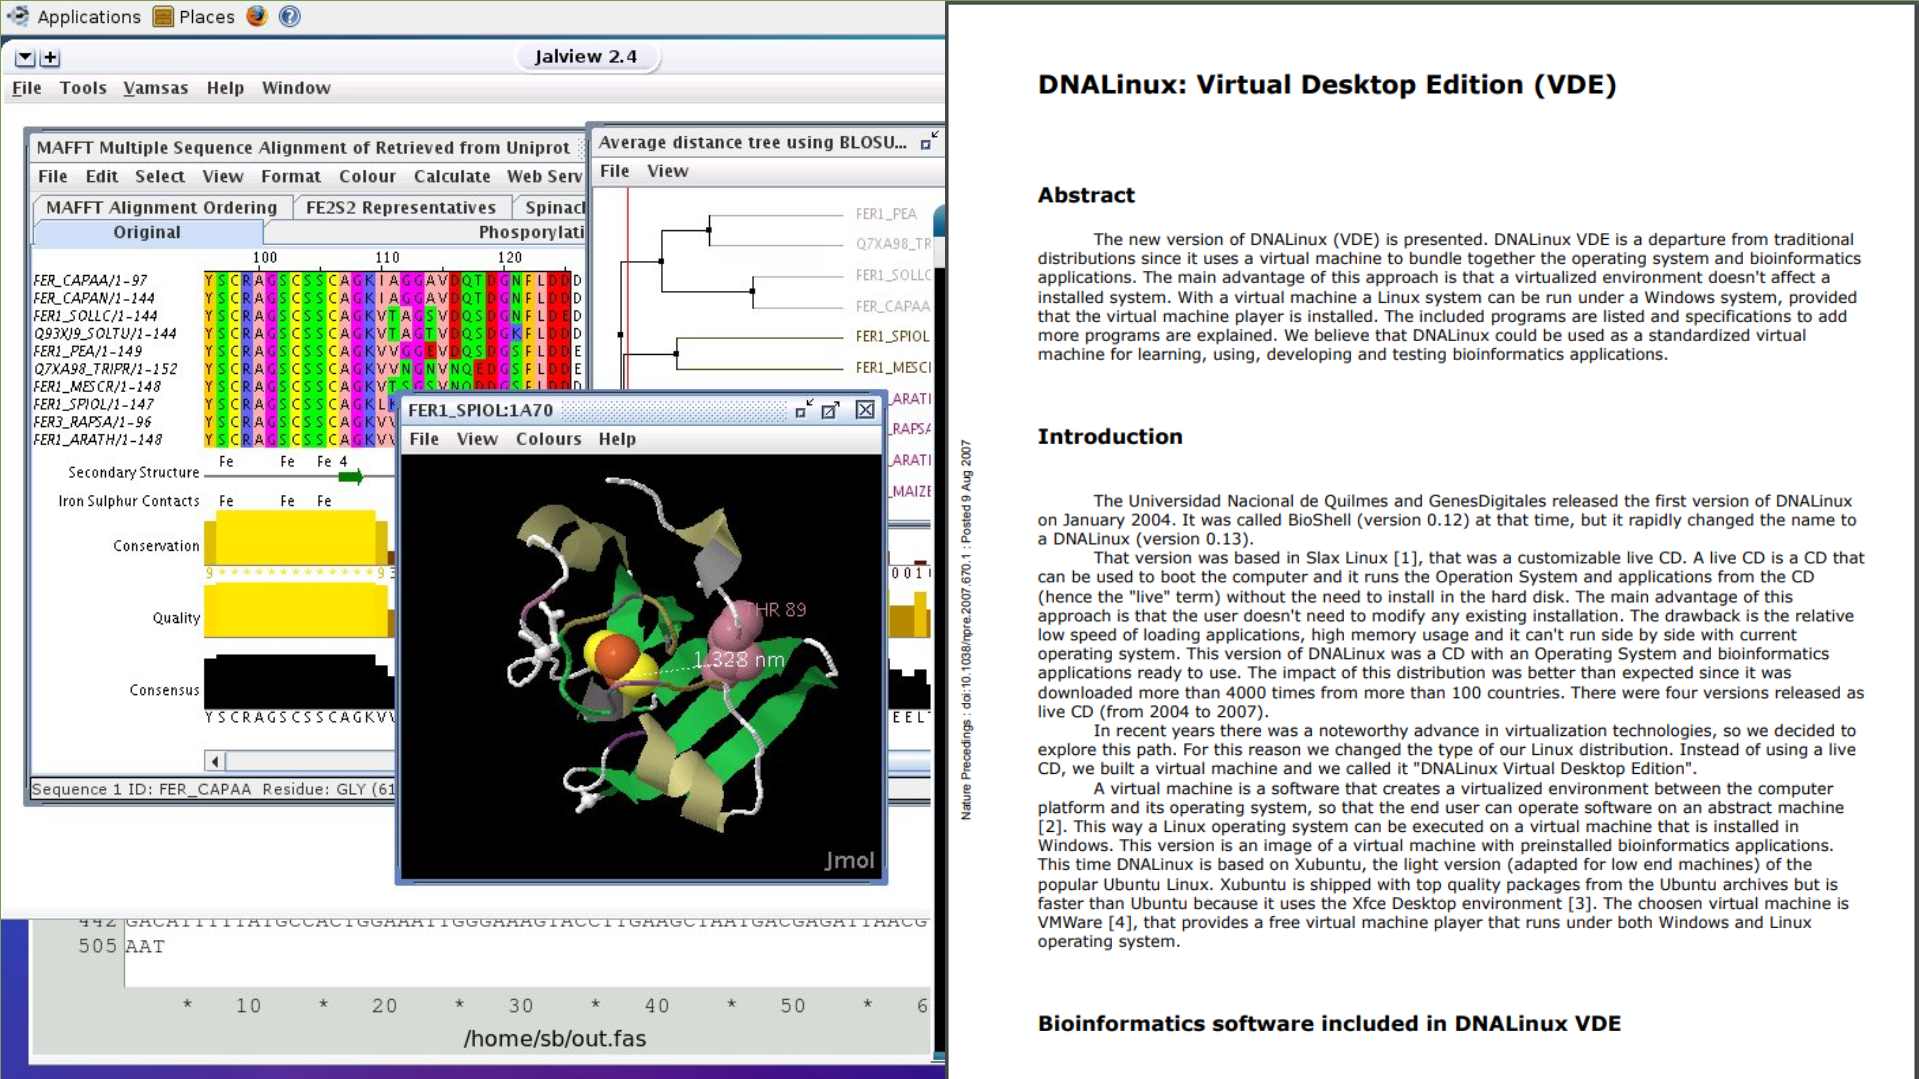 Applications Places
Jalview 2.4
File Tools Vamsas Help Window
MAFFT Multiple Sequence Alignment of Retrieved from Uniprot
File Edit Select View Format Colour Calculate Web Serv
MAFFT Alignment Ordering FE2S2 Representatives Spinac
Original Phosporylati
100 110 120
FER_CAPAA/1-97
FER_CAPAN/1-144
FER1_SOLLC/1-144
Q93XJ9_SOLTU/1-144
FER1_PEA/1-149
Q7XA98_TRIPR/1-152
FER1_MESCR/1-148
FER1_SPIOL/1-147
FER3_RAPSA/1-96
FER1_ARATH/1-148
YSCRAGSCSSCAGKIAGGAVDQTDGNFLDDD
YSCRAGSCSSCAGKIAGGAVDQTDGNFLDDD
YSCRAGSCSSCAGKVTAGSVDQSDGNFLDED
YSCRAGSCSSCAGKVTAGTVDQSDGKFLDDD
YSCRAGSCSSCAGKVVGGEVDQSDGSFLDDE
YSCRAGSCSSCAGKVVNGNVNQEDGSFLDDE
YSCRAGSCSSCAGKVTSGSVNQDDGSFLDDE
YSCRAGSCSSCAGKL
YSCRAGSCSSCAGKVV
YSCRAGSCSSCAGKVV
Fe Fe Fe 4
Secondary Structure
Iron Sulphur Contacts Fe Fe Fe
Conservation
Quality
Consensus
YSCRAGSCSSCAGKVV
EEL
Sequence 1 ID: FER_CAPAA Residue: GLY (61
Average distance tree using BLOSU...
File View
FER1_PEA
Q7XA98_TR
FER1_SOLLC
FER_CAPAA
FER1_SPIOL
FER1_MESC
_ARATI
_RAPSA
_ARATI
_MAIZE
FER1_SPIOL:1A70
File View Colours Help
THR 89
1.328 nm
Jmol
442 GACATTTTTATGCCACTGGAAATTGGGAAAGTACCTTGAAGCTAATGACGAGATTAACG
505 AAT
* 10 * 20 * 30 * 40 * 50 * 6
/home/sb/out.fas
Nature Precedings : doi:10.1038/npre.2007.670.1 : Posted 9 Aug 2007
DNALinux: Virtual Desktop Edition (VDE)
Abstract
The new version of DNALinux (VDE) is presented. DNALinux VDE is a departure from traditional
distributions since it uses a virtual machine to bundle together the operating system and bioinformatics
applications. The main advantage of this approach is that a virtualized environment doesn't affect a
installed system. With a virtual machine a Linux system can be run under a Windows system, provided
that the virtual machine player is installed. The included programs are listed and specifications to add
more programs are explained. We believe that DNALinux could be used as a standardized virtual
machine for learning, using, developing and testing bioinformatics applications.
Introduction
The Universidad Nacional de Quilmes and GenesDigitales released the first version of DNALinux
on January 2004. It was called BioShell (version 0.12) at that time, but it rapidly changed the name to
a DNALinux (version 0.13).
That version was based in Slax Linux [1], that was a customizable live CD. A live CD is a CD that
can be used to boot the computer and it runs the Operation System and applications from the CD
(hence the "live" term) without the need to install in the hard disk. The main advantage of this
approach is that the user doesn't need to modify any existing installation. The drawback is the relative
low speed of loading applications, high memory usage and it can't run side by side with current
operating system. This version of DNALinux was a CD with an Operating System and bioinformatics
applications ready to use. The impact of this distribution was better than expected since it was
downloaded more than 4000 times from more than 100 countries. There were four versions released as
live CD (from 2004 to 2007).
In recent years there was a noteworthy advance in virtualization technologies, so we decided to
explore this path. For this reason we changed the type of our Linux distribution. Instead of using a live
CD, we built a virtual machine and we called it "DNALinux Virtual Desktop Edition".
A virtual machine is a software that creates a virtualized environment between the computer
platform and its operating system, so that the end user can operate software on an abstract machine
[2]. This way a Linux operating system can be executed on a virtual machine that is installed in
Windows. This version is an image of a virtual machine with preinstalled bioinformatics applications.
This time DNALinux is based on Xubuntu, the light version (adapted for low end machines) of the
popular Ubuntu Linux. Xubuntu is shipped with top quality packages from the Ubuntu archives but is
faster than Ubuntu because it uses the Xfce Desktop environment [3]. The choosen virtual machine is
VMWare [4], that provides a free virtual machine player that runs under both Windows and Linux
operating system.
Bioinformatics software included in DNALinux VDE